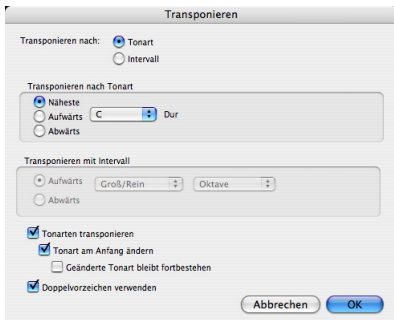 Transponieren
Transponieren nach: Tonart
Intervall
Transponieren nach Tonart
Näheste
Aufwärts C Dur
Abwärts
Transponieren mit Intervall
Aufwärts Groß/Rein Oktave
Abwärts
Tonarten transponieren
Tonart am Anfang ändern
Geänderte Tonart bleibt fortbestehen
Doppelvorzeichen verwenden
Abbrechen OK